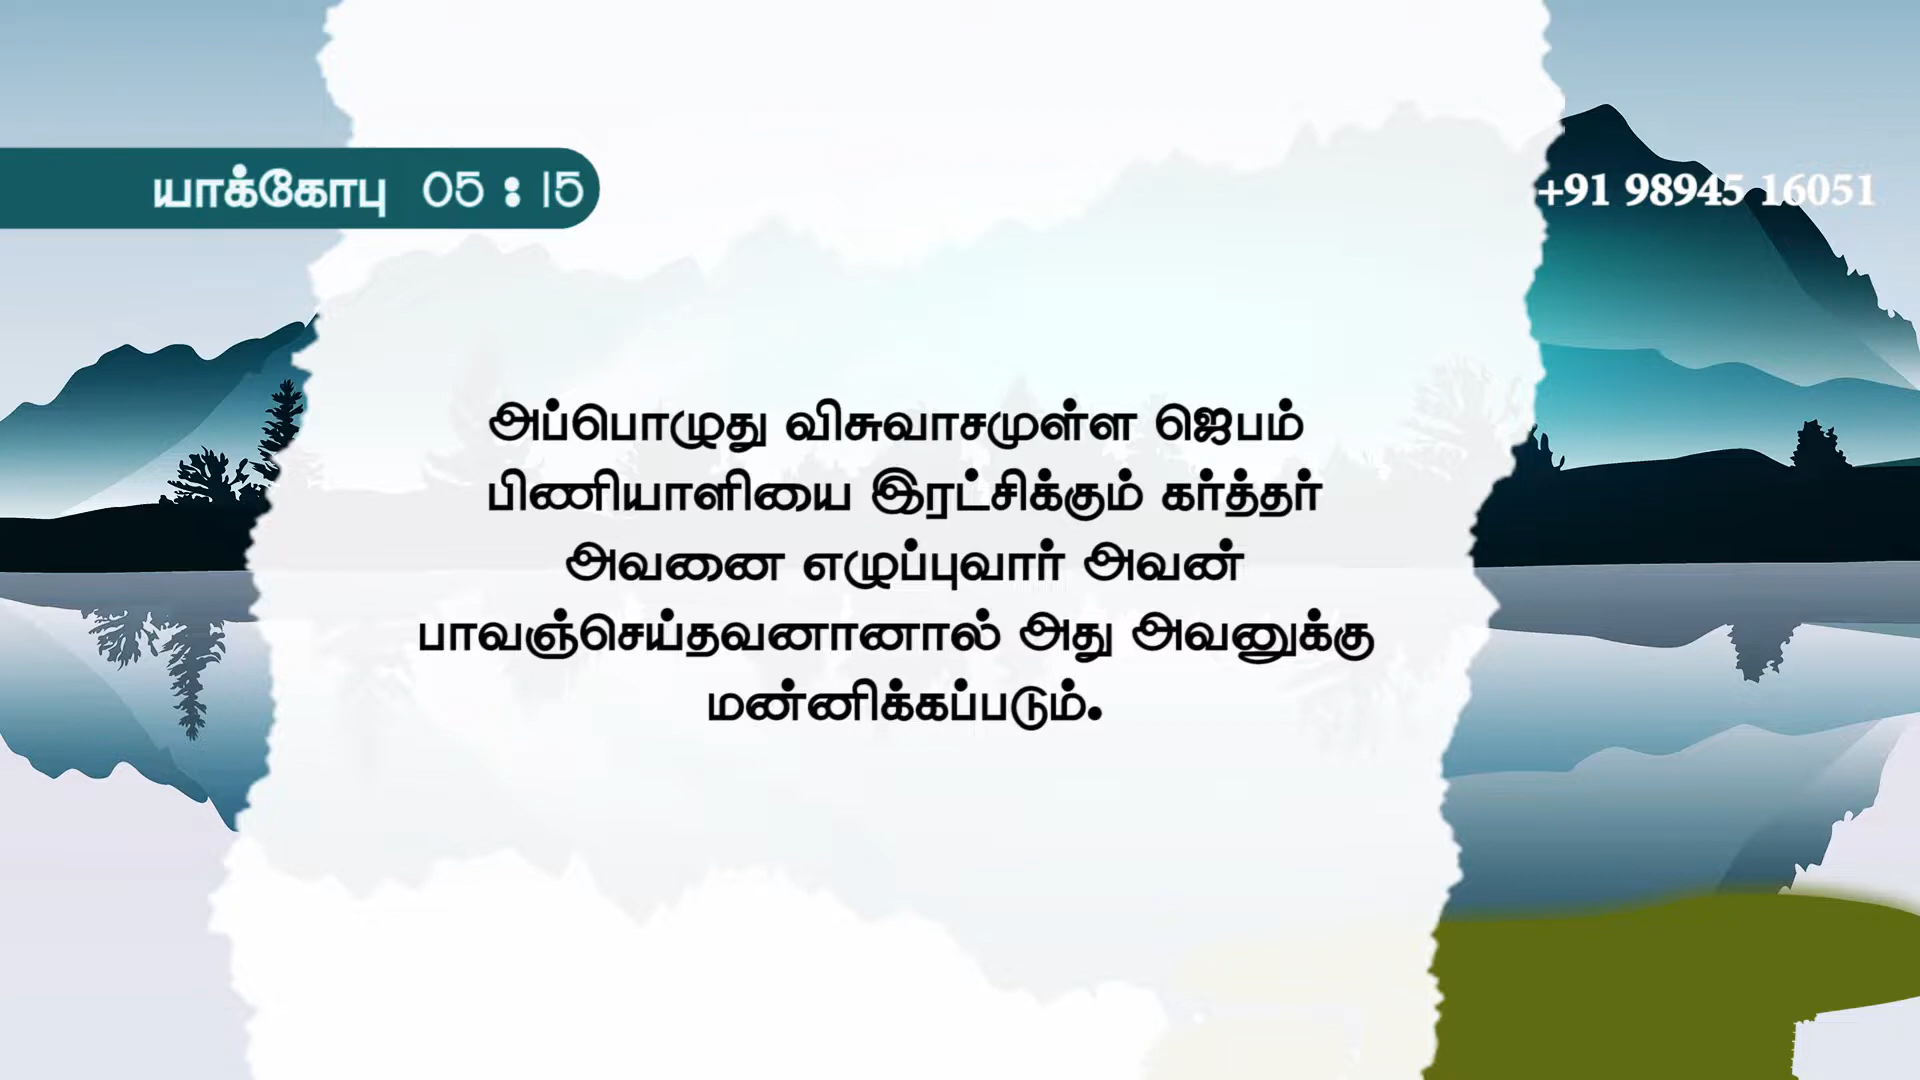 யாக்கோபு 05 : 15
+91 98945 16051
அப்பொழுது விசுவாசமுள்ள ஜெபம்
பிணியாளியை இரட்சிக்கும் கர்த்தர்
அவனை எழுப்புவார் அவன்
பாவஞ்செய்தவனானால் அது அவனுக்கு
மன்னிக்கப்படும்.